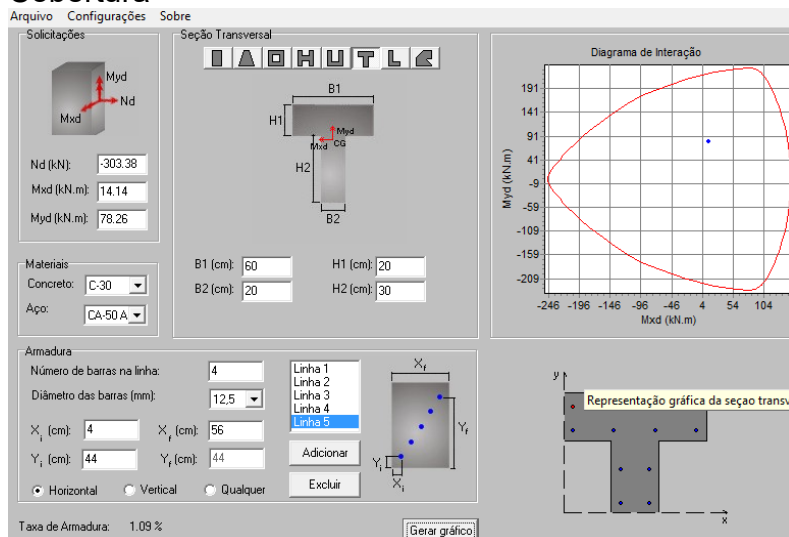 Cobertura
Arquivo Configurações Sobre
Solicitações
Myd
Nd
Mxd
Nd (kN): -303.38
Mxd (kN.m): 14.14
Myd (kN.m): 78.26
Materiais
Concreto: C-30
Aço: CA-50 A
Seção Transversal
B1
H1
Myd
Mxd
CG
H2
B2
B1 (cm): 60 H1 (cm): 20
B2 (cm): 20 H2 (cm): 30
Diagrama de Interação
Myd (kN.m)
191
141
91
41
-9
-59
-109
-159
-209
-246 -196 -146 -96 -46 4 54 104
Mxd (kN.m)
Armadura
Número de barras na linha: 4
Diâmetro das barras (mm): 12,5
Xi (cm): 4 Xf (cm): 56
Yi (cm): 44 Yf (cm): 44
Horizontal Vertical Qualquer
Linha 1
Linha 2
Linha 3
Linha 4
Linha 5
Adicionar
Excluir
Xf
Yf
Yi
Xi
Taxa de Armadura: 1.09 %
Gerar gráfico
y
Representação gráfica da seçao transv
x